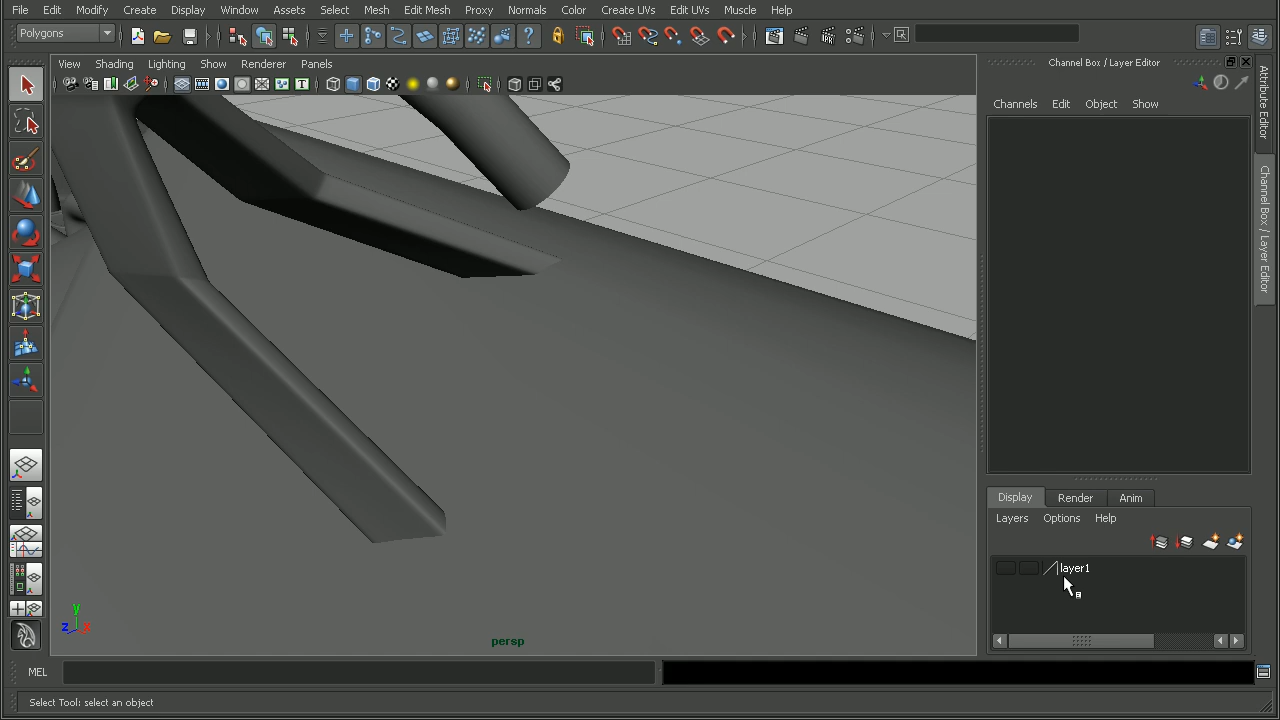 File Edit Modify Create Display Window Assets Select Mesh Edit Mesh Proxy Normals Color Create UVs Edit UVs Muscle Help
Polygons
View Shading Lighting Show Renderer Panels
Channel Box / Layer Editor
Channels Edit Object Show
Attribute Editor
Channel Box / Layer Editor
Display Render Anim
Layers Options Help
layer1
y
z x
persp
MEL
Select Tool: select an object